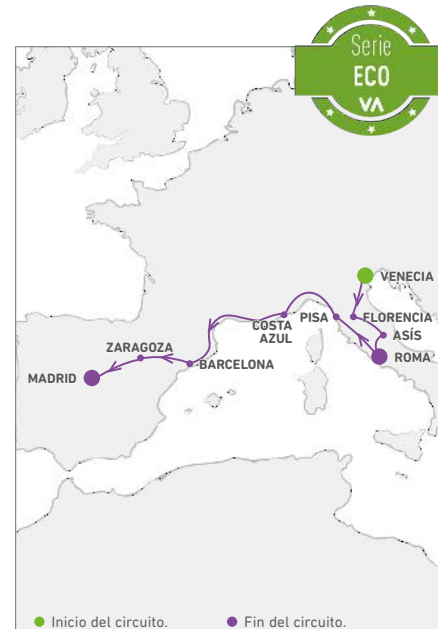 Serie
ECO
VA
VENECIA
FLORENCIA
PISA
COSTA
AZUL
ASÍS
ROMA
ZARAGOZA
BARCELONA
MADRID
Inicio del circuito.
Fin del circuito.